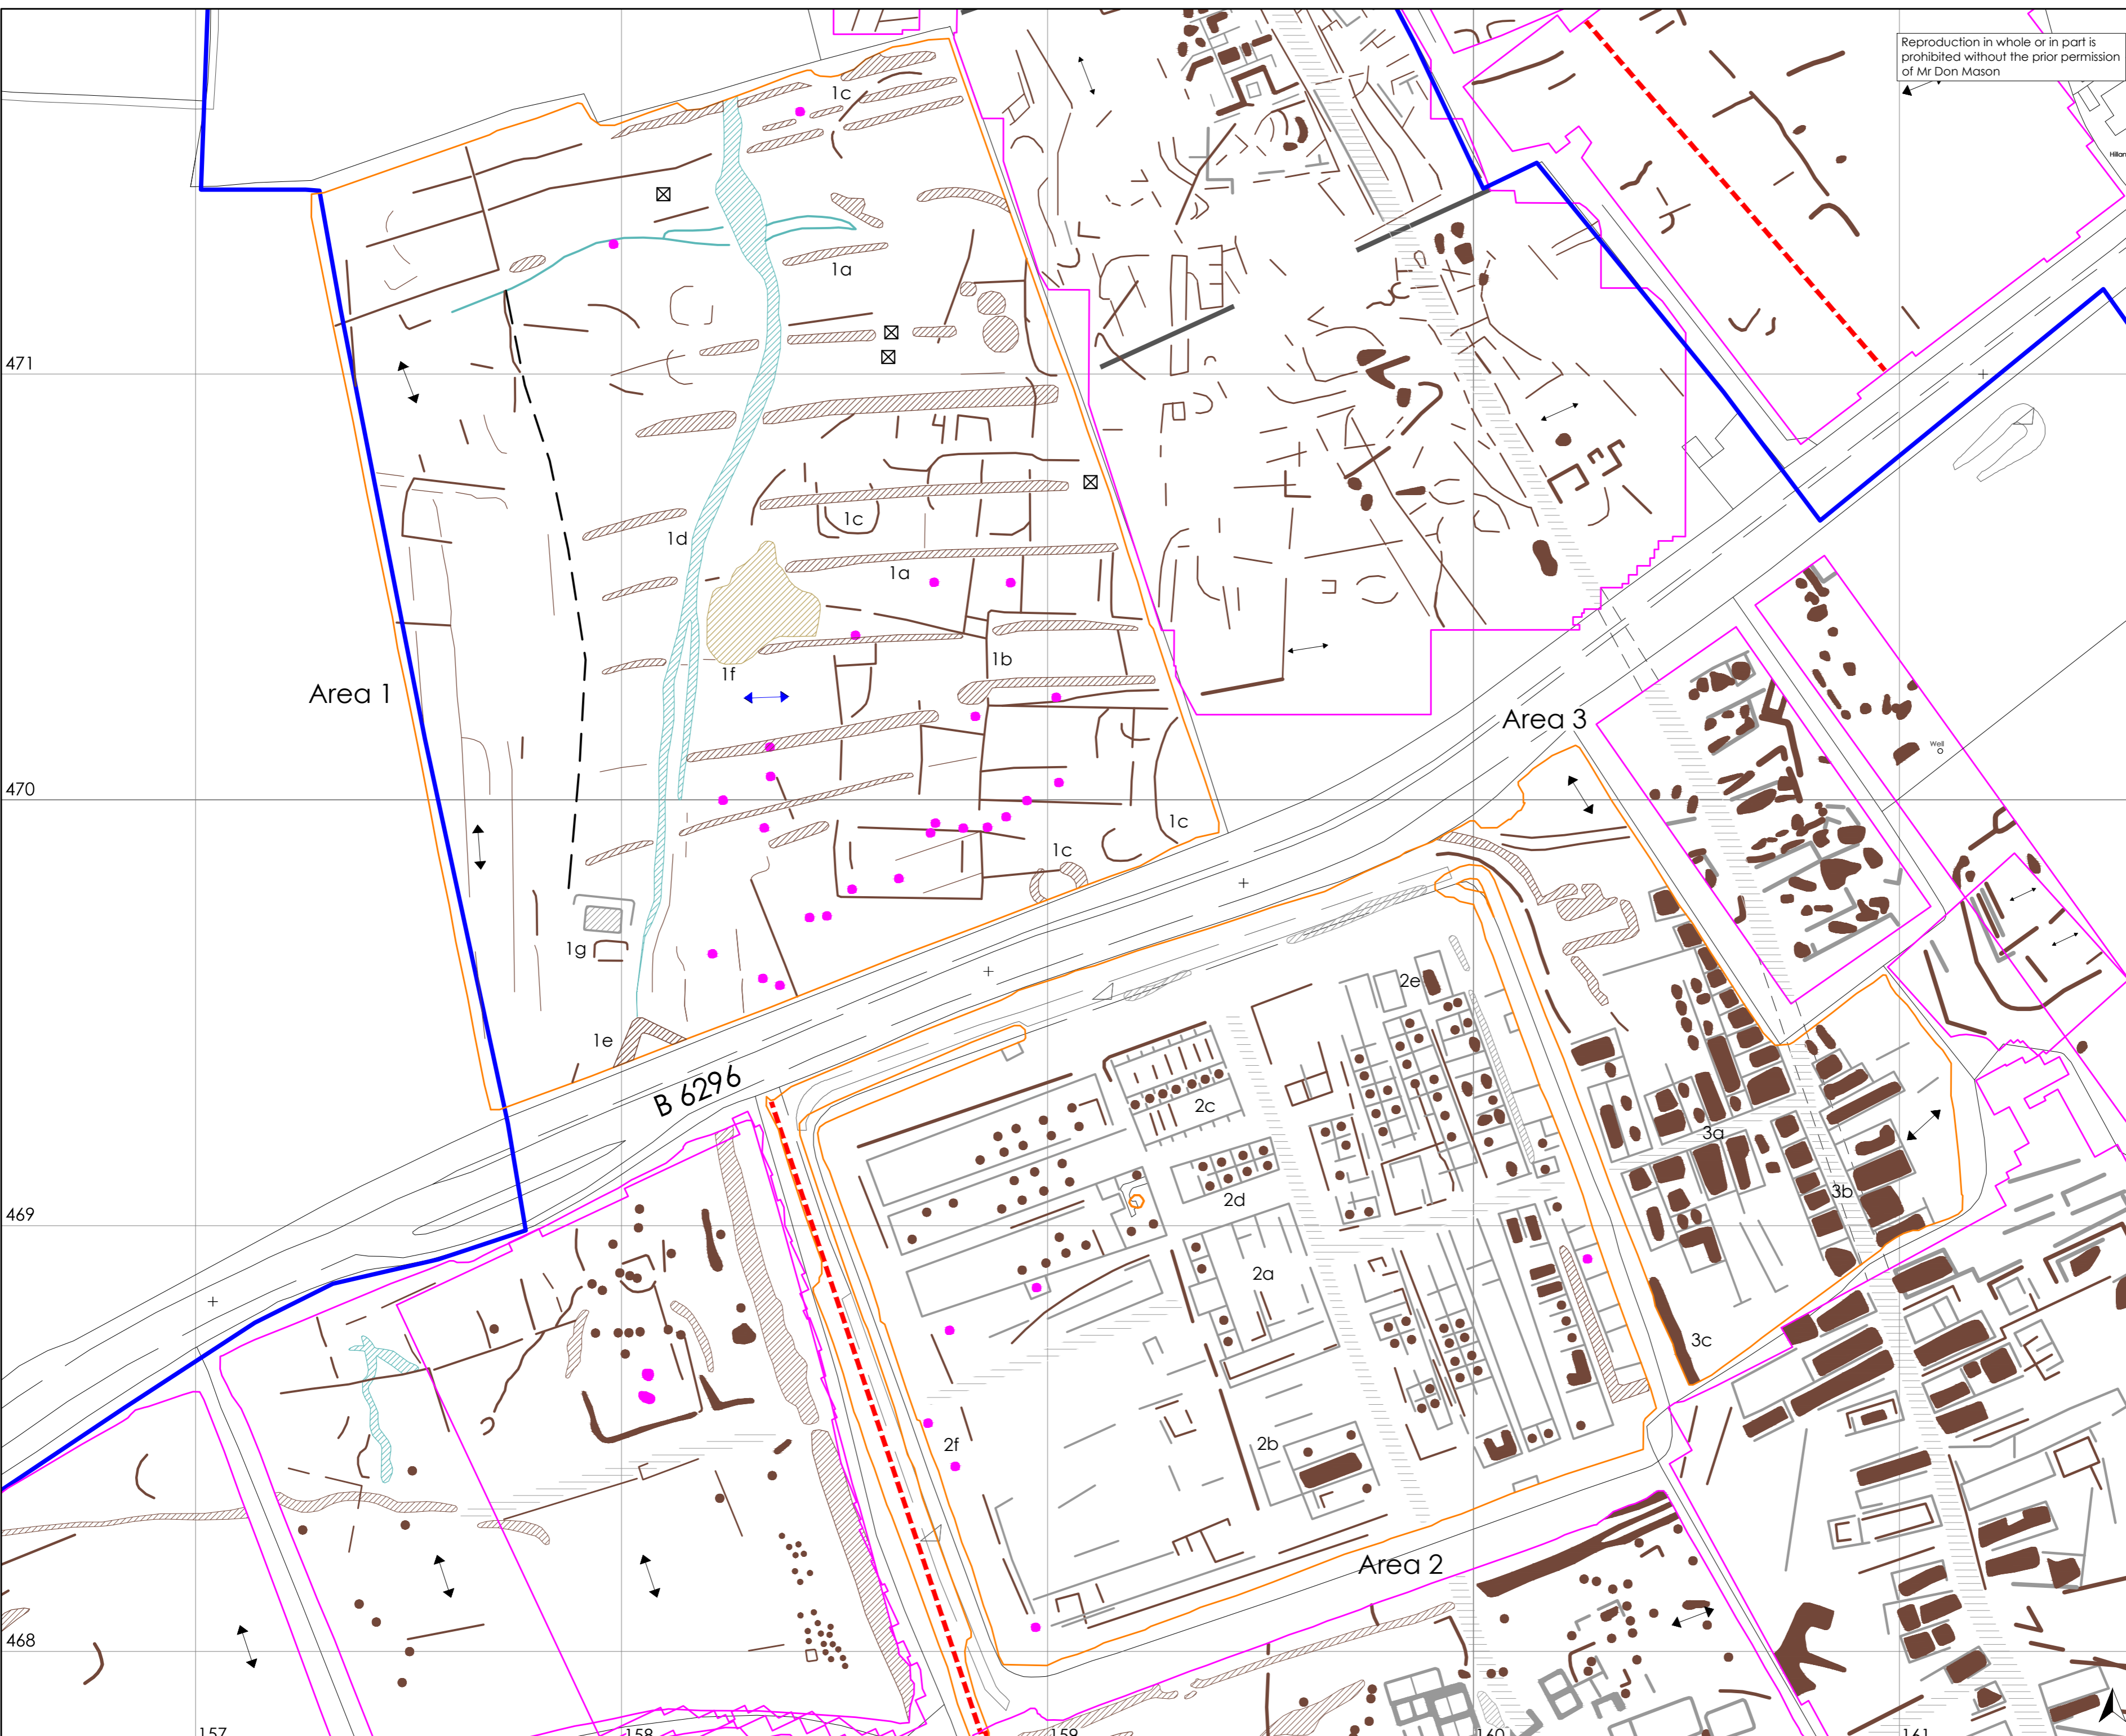 Reproduction in whole or in part is
prohibited without the prior permission
of Mr Don Mason
1c
1a
471
1c
1d
1a
1b
1f
Area 1
Area 3
Well
470
1c
1c
1g
2e
1e
B 6296
2c
3a
2d
3b
469
2a
3c
2f
2b
Area 2
468
157
158
159
160
161